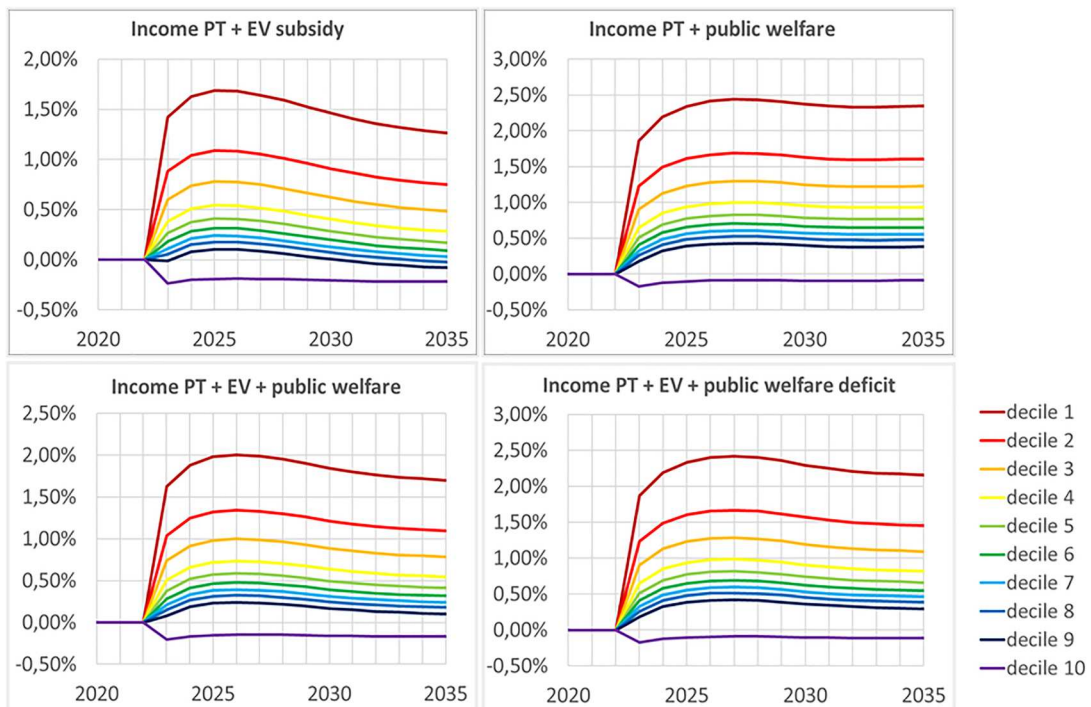 Income PT + EV subsidy
2,00%
1,50%
1,00%
0,50%
0,00%
-0,50%
2020 2025 2030 2035
Income PT + public welfare
3,00%
2,50%
2,00%
1,50%
1,00%
0,50%
0,00%
-0,50%
2020 2025 2030 2035
Income PT + EV + public welfare
2,50%
2,00%
1,50%
1,00%
0,50%
0,00%
-0,50%
2020 2025 2030 2035
Income PT + EV + public welfare deficit
3,00%
2,50%
2,00%
1,50%
1,00%
0,50%
0,00%
-0,50%
2020 2025 2030 2035
decile 1
decile 2
decile 3
decile 4
decile 5
decile 6
decile 7
decile 8
decile 9
decile 10